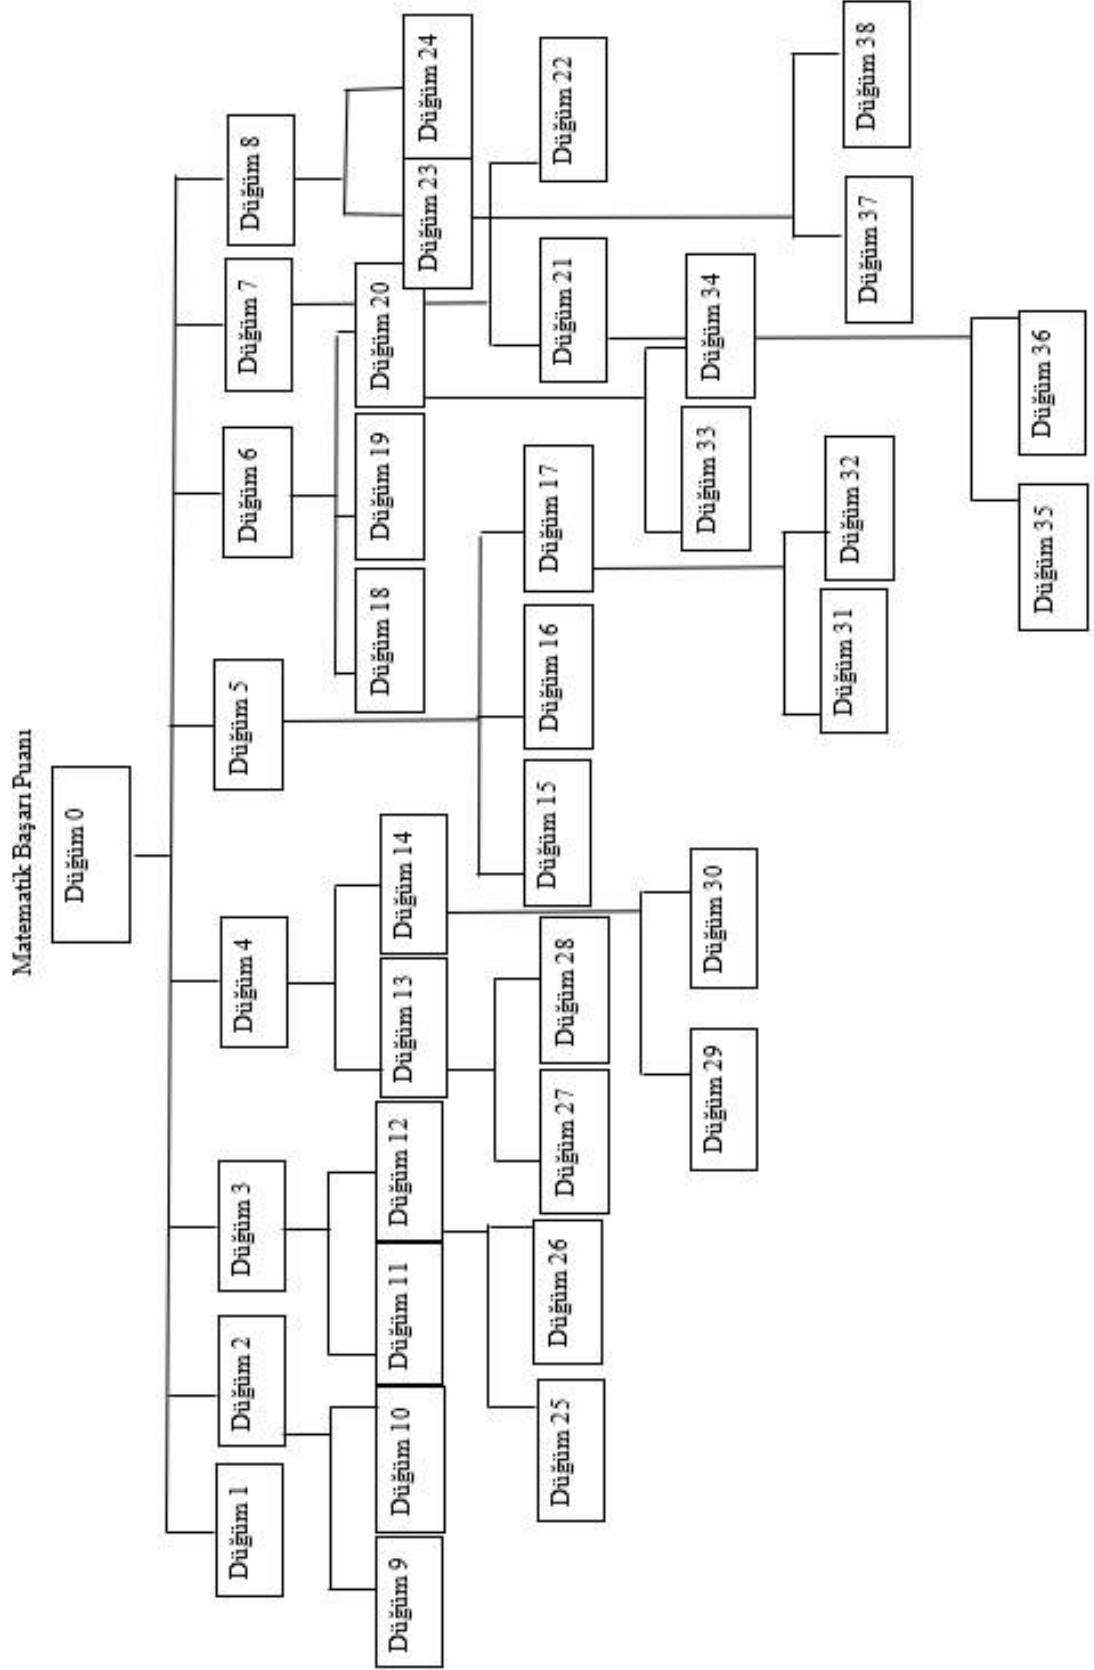 Matematik Başarı Puanı
Düğüm 0
Düğüm 1
Düğüm 2
Düğüm 3
Düğüm 4
Düğüm 5
Düğüm 6
Düğüm 7
Düğüm 8
Düğüm 9
Düğüm 10
Düğüm 11
Düğüm 12
Düğüm 13
Düğüm 14
Düğüm 15
Düğüm 16
Düğüm 17
Düğüm 18
Düğüm 19
Düğüm 20
Düğüm 21
Düğüm 22
Düğüm 23
Düğüm 24
Düğüm 25
Düğüm 26
Düğüm 27
Düğüm 28
Düğüm 29
Düğüm 30
Düğüm 31
Düğüm 32
Düğüm 33
Düğüm 34
Düğüm 35
Düğüm 36
Düğüm 37
Düğüm 38